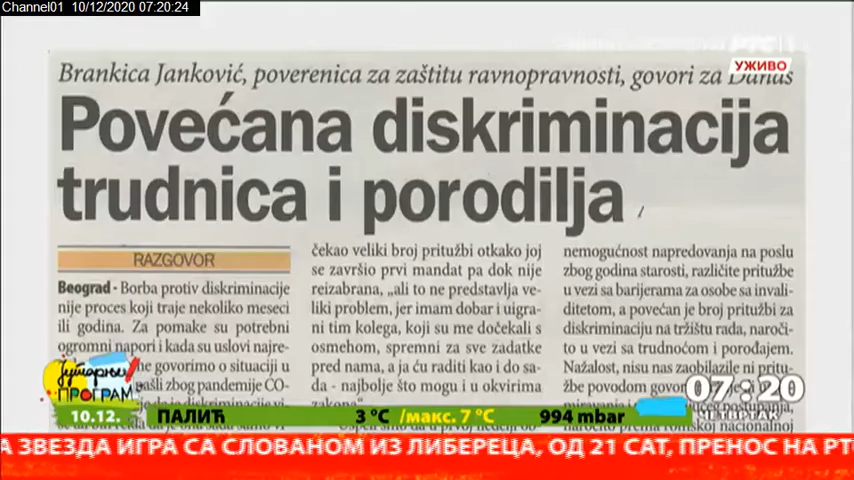 Channel01 10/12/2020 07:20:24
РТС 1
УЖИВО
Brankica Janković, poverenica za zaštitu ravnopravnosti, govori za Danas
Povećana diskriminacija
trudnica i porodilja
RAZGOVOR
Beograd - Borba protiv diskriminacije
nije proces koji traje nekoliko meseci
ili godina. Za pomake su potrebni
ogromni napori i kada su uslovi najre-
he govorimo o situaciji u
ašli zbog pandemije CO-
čekao veliki broj pritužbi otkako joj
se završio prvi mandat pa dok nije
reizabrana, „ali to ne predstavlja ve-
liki problem, jer imam dobar i uigra-
ni tim kolega, koji su me dočekali s
osmehom, spremni za sve zadatke
pred nama, a ja ću raditi kao i do sa-
da - najbolje što mogu i u okvirima
zakona
nemogućnost napredovanja na poslu
zbog godina starosti, različite pritužbe
u vezi sa barijerama za osobe sa invali-
ditetom, a povećan je broj pritužbi za
diskriminaciju na tržištu rada, naroči-
to u vezi sa trudnoćom i porođajem.
Nažalost, nisu nas zaobilazile ni pritu-
žbe povodom govor
Јутарњи
ПРОГРАМ
07:20
ЧЕТВРТАК
10.12. ПАЛИЋ 3 °C /макс. 7 °C 994 mbar
А ЗВЕЗДА ИГРА СА СЛОВАНОМ ИЗ ЛИБЕРЕЦА, ОД 21 САТ, ПРЕНОС НА РТ